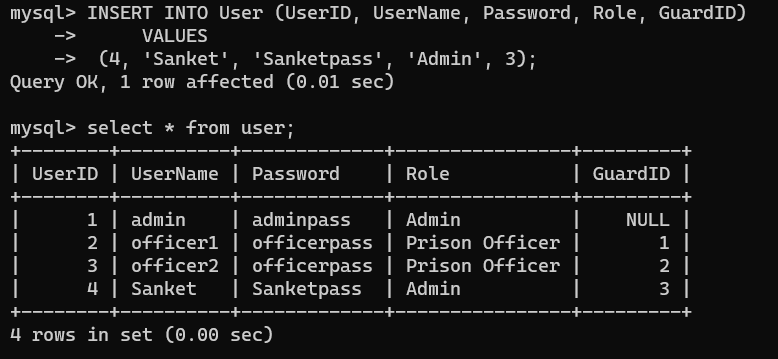 mysql> INSERT INTO User (UserID, UserName, Password, Role, GuardID)
    ->      VALUES
    ->  (4, 'Sanket', 'Sanketpass', 'Admin', 3);
Query OK, 1 row affected (0.01 sec)

mysql> select * from user;
+--------+----------+-------------+----------------+---------+
| UserID | UserName | Password    | Role           | GuardID |
+--------+----------+-------------+----------------+---------+
|      1 | admin    | adminpass   | Admin          |    NULL |
|      2 | officer1 | officerpass | Prison Officer |       1 |
|      3 | officer2 | officerpass | Prison Officer |       2 |
|      4 | Sanket   | Sanketpass  | Admin          |       3 |
+--------+----------+-------------+----------------+---------+
4 rows in set (0.00 sec)